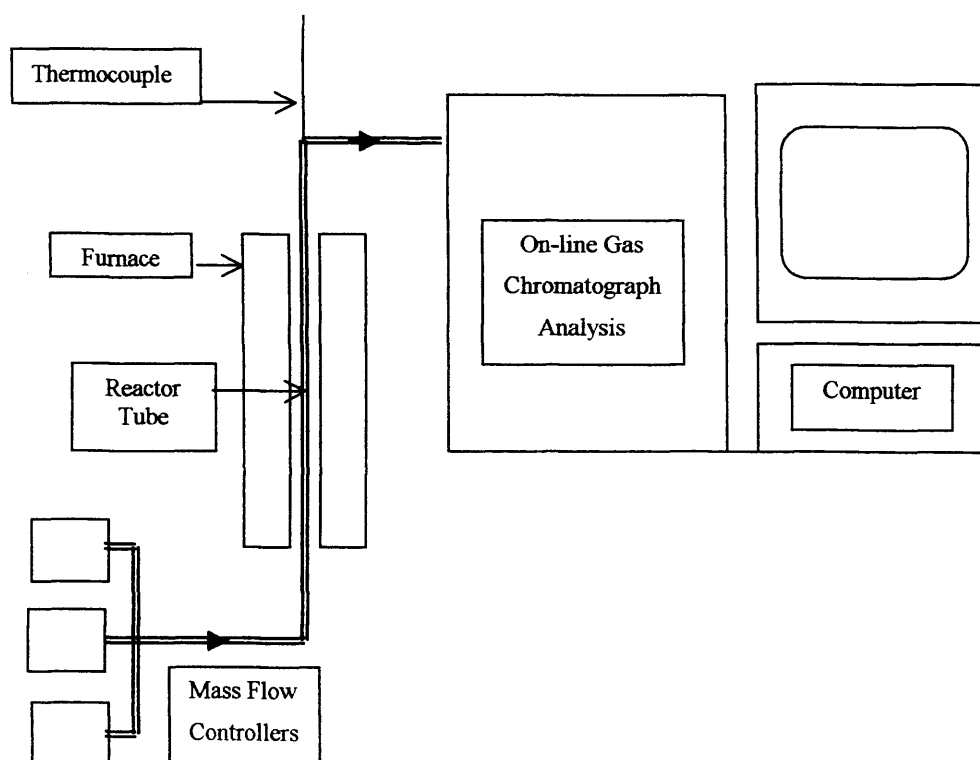 Thermocouple
Furnace
Reactor
Tube
Mass Flow
Controllers
On-line Gas
Chromatograph
Analysis
Computer